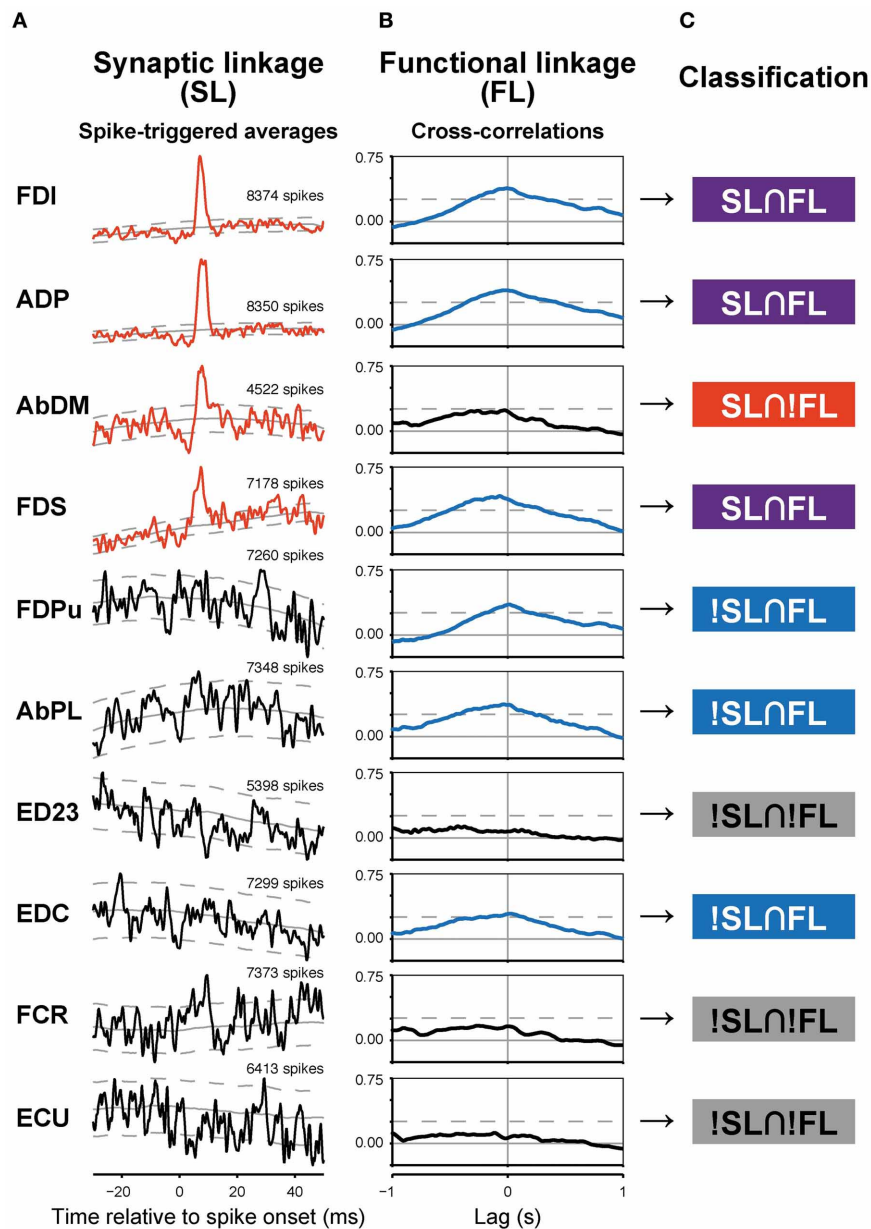 A B C
Synaptic linkage (SL) Functional linkage (FL) Classification
Spike-triggered averages Cross-correlations
FDI 8374 spikes 0.75 0.00 → SL∩FL
ADP 8350 spikes 0.75 0.00 → SL∩FL
AbDM 4522 spikes 0.75 0.00 → SL∩!FL
FDS 7178 spikes 0.75 0.00 → SL∩FL
FDPu 7260 spikes 0.75 0.00 → !SL∩FL
AbPL 7348 spikes 0.75 0.00 → !SL∩FL
ED23 5398 spikes 0.75 0.00 → !SL∩!FL
EDC 7299 spikes 0.75 0.00 → !SL∩FL
FCR 7373 spikes 0.75 0.00 → !SL∩!FL
ECU 6413 spikes 0.75 0.00 → !SL∩!FL
−20 0 20 40 −1 0 1
Time relative to spike onset (ms) Lag (s)